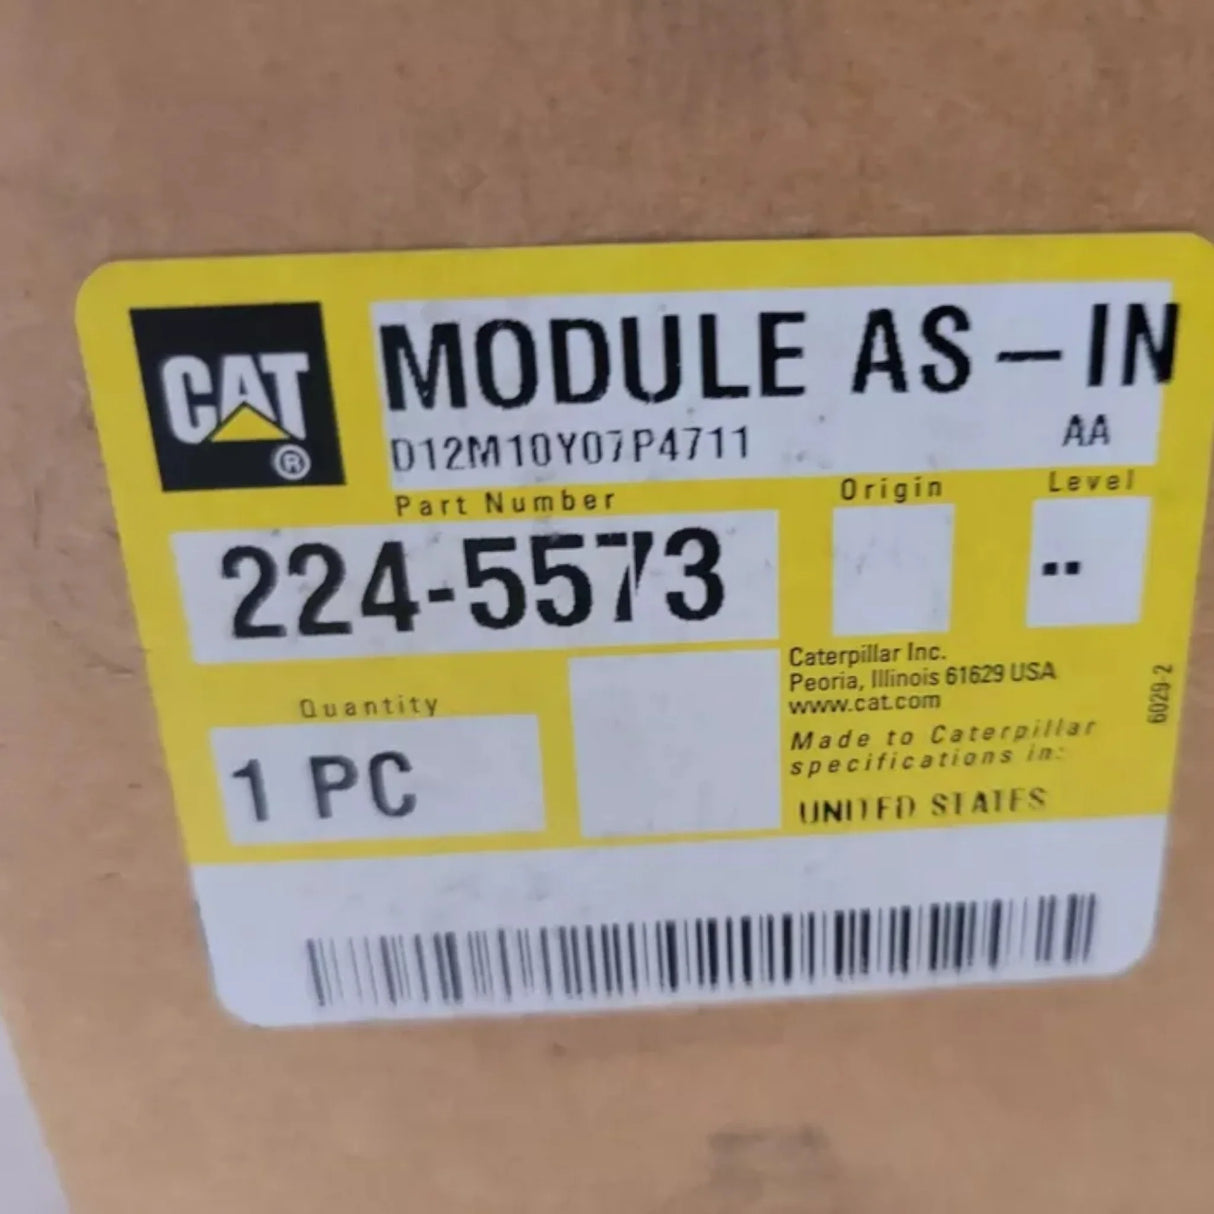 CAT
®
MODULE AS-IN
D12M10Y07P4711 AA
Part Number Origin Level
224-5573 --
Caterpillar Inc.
Peoria, Illinois 61629 USA
www.cat.com
Made to Caterpillar
specifications in:
UNITED STATES
6029-2
Quantity
1 PC